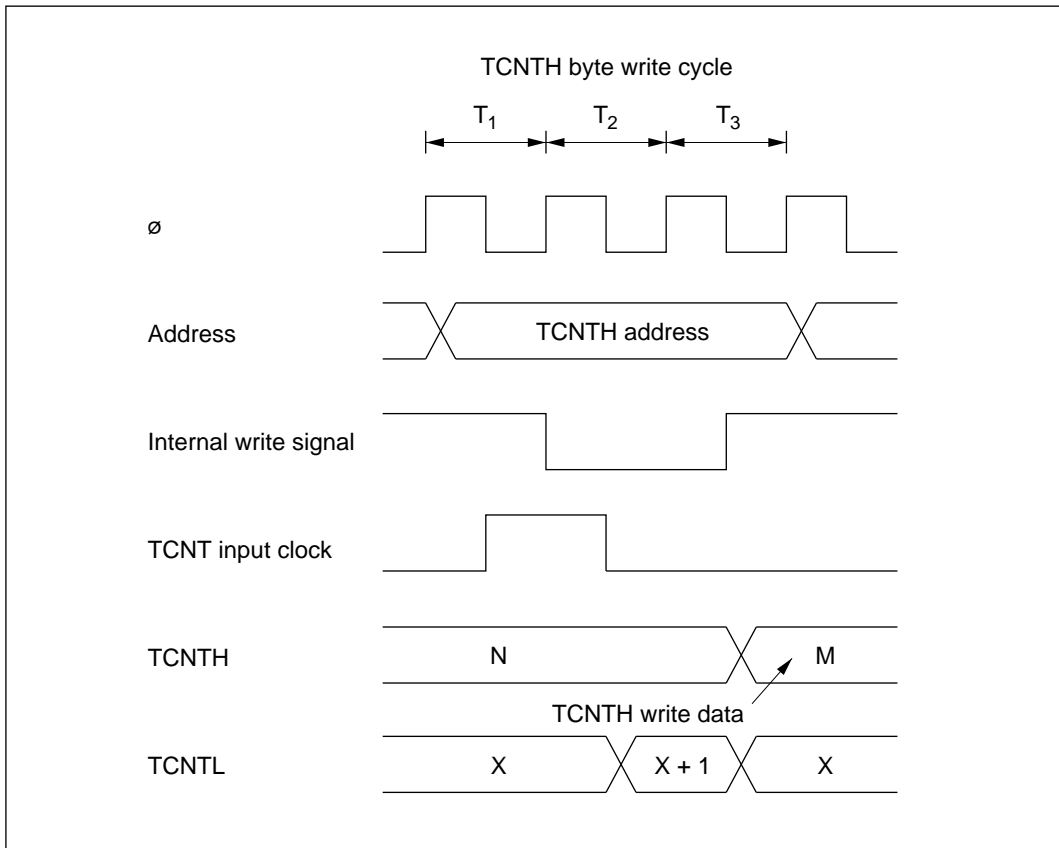 TCNTH byte write cycle
T1 T2 T3
ø
Address
TCNTH address
Internal write signal
TCNT input clock
TCNTH
N
M
TCNTH write data
TCNTL
X
X + 1
X